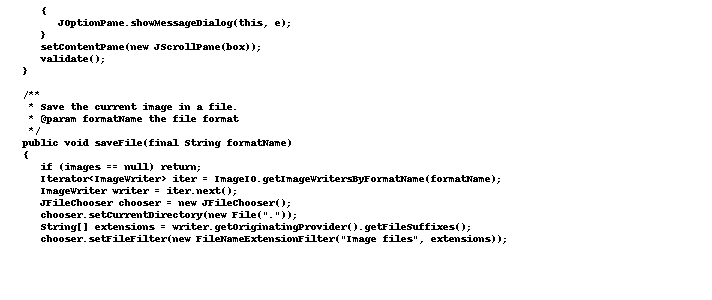 {
JOptionPane.showMessageDialog(this, e);
}
setContentPane(new JScrollPane(box));
validate();
}
/**
* Save the current image in a file.
* @param formatName the file format
*/
public void saveFile(final String formatName)
{
if (images == null) return;
Iterator<ImageWriter> iter = ImageIO.getImageWritersByFormatName(formatName);
ImageWriter writer = iter.next();
JFileChooser chooser = new JFileChooser();
chooser.setCurrentDirectory(new File("."));
String[] extensions = writer.getOriginatingProvider().getFileSuffixes();
chooser.setFileFilter(new FileNameExtensionFilter("Image files", extensions));